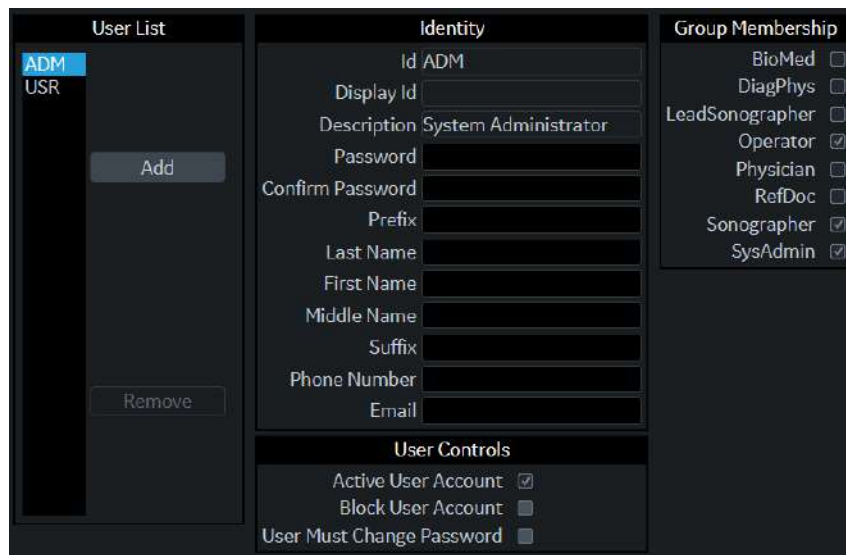 User List
ADM
USR
Add
Remove
Identity
Id ADM
Display Id
Description System Administrator
Password
Confirm Password
Prefix
Last Name
First Name
Middle Name
Suffix
Phone Number
Email
User Controls
Active User Account
Block User Account
User Must Change Password
Group Membership
BioMed
DiagPhys
LeadSonographer
Operator
Physician
RefDoc
Sonographer
SysAdmin